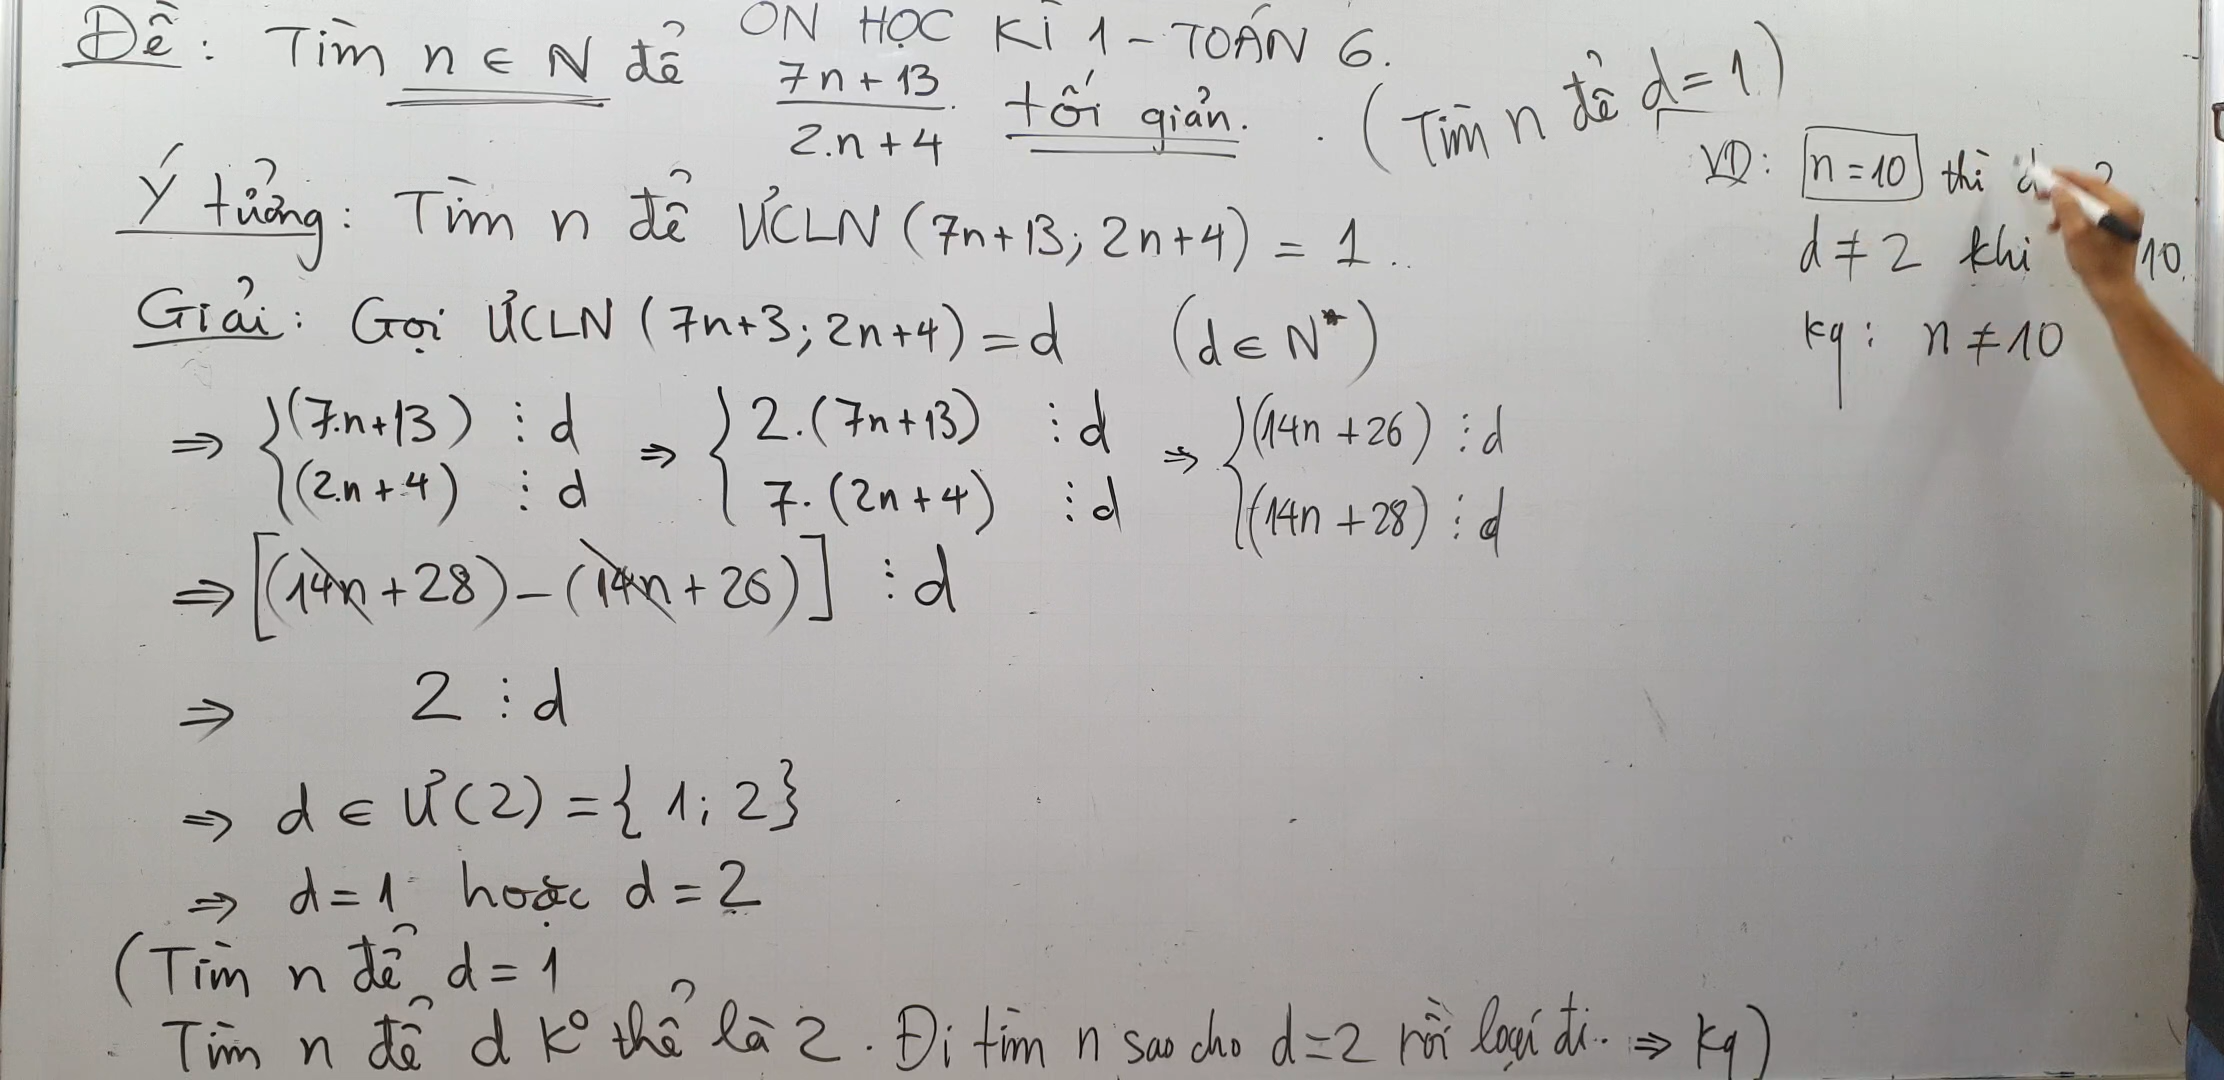 ÔN HỌC KÌ 1 - TOÁN 6.
Đề: Tìm n ∈ N để (7n + 13)/(2.n + 4) tối giản. (Tìm n để d = 1)
Ý tưởng: Tìm n để ƯCLN (7n+13; 2n+4) = 1..
Giải: Gọi ƯCLN (7n+3; 2n+4) = d (d ∈ N*)
⇒ { (7.n+13) ⋮ d ⇒ { 2.(7n+13) ⋮ d ⇒ { (14n + 26) ⋮ d
(2.n + 4) ⋮ d 7.(2n + 4) ⋮ d (14n + 28) ⋮ d
⇒ [(14n + 28) - (14n + 26)] ⋮ d
⇒ 2 ⋮ d
⇒ d ∈ Ư(2) = {1; 2}
⇒ d = 1 hoặc d = 2
(Tìm n để d = 1
Tìm n để d k° thể là 2. Đi tìm n sao cho d = 2 rồi loại đi.. ⇒ kq)
VD: n = 10 thì d
d ≠ 2 khi 10.
kq: n ≠ 10